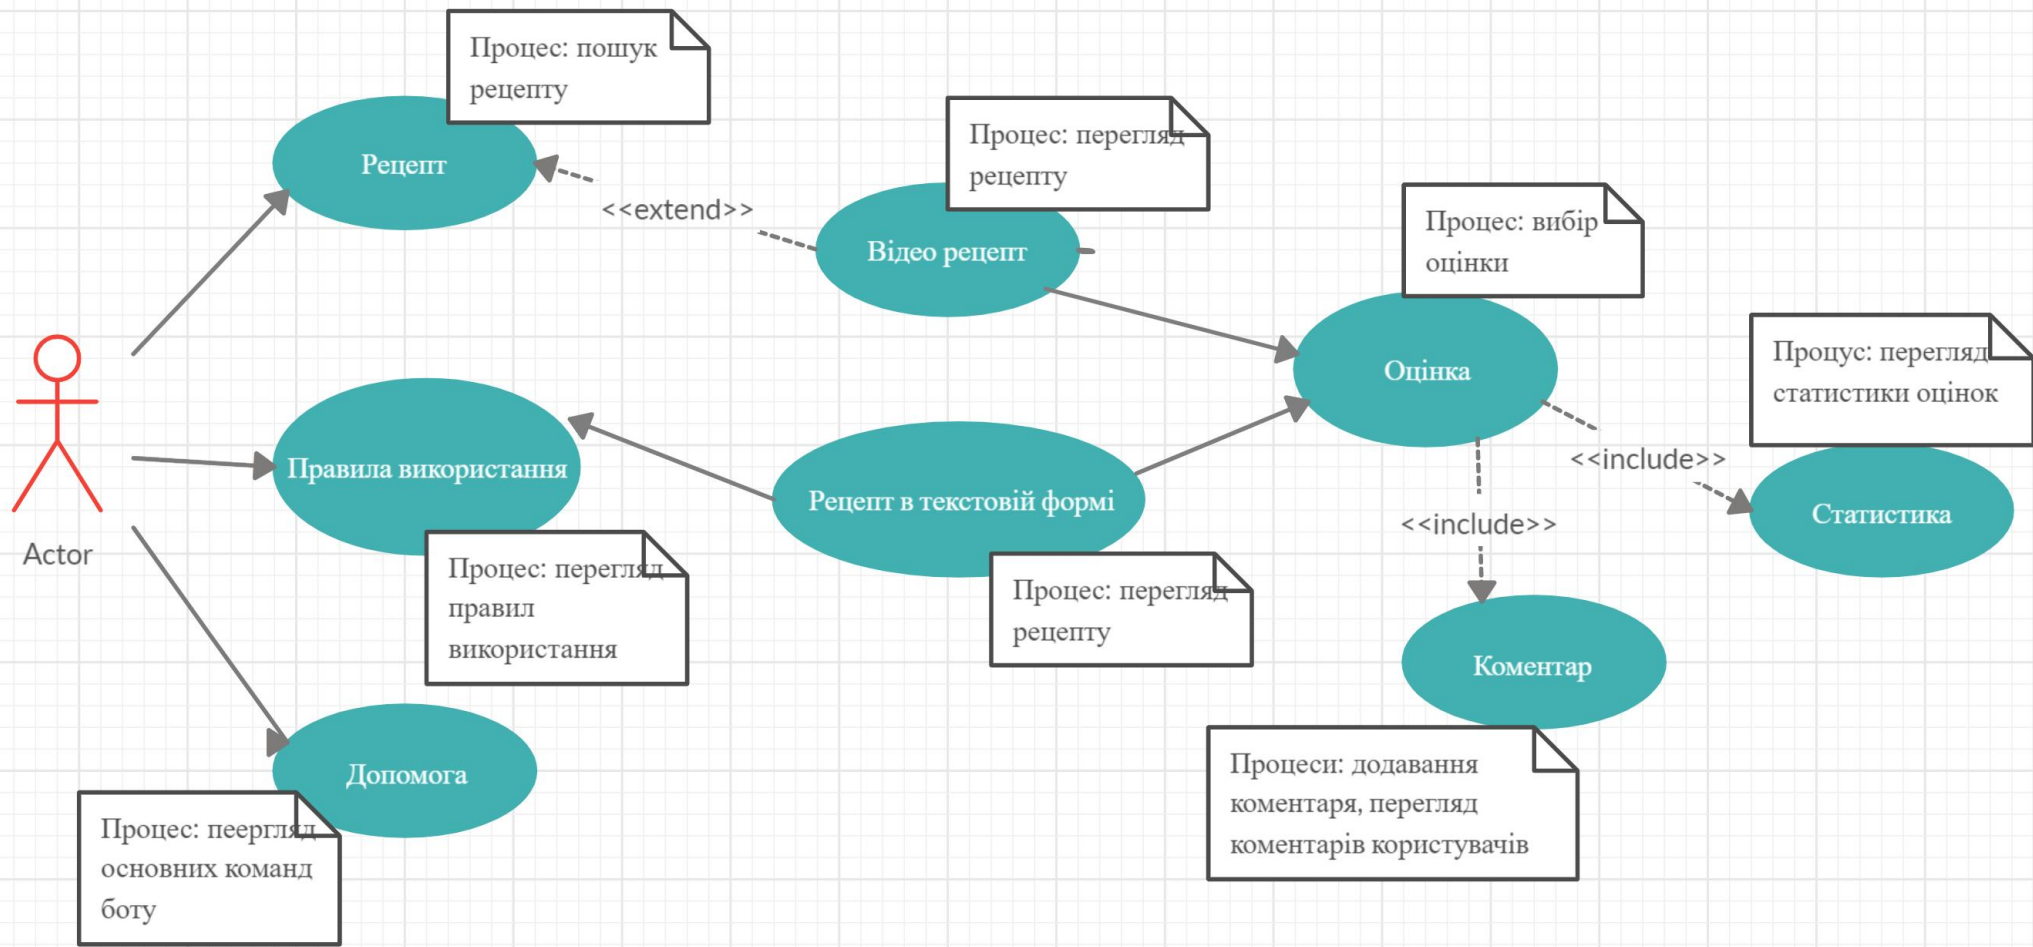 Процес: пошук
рецепту
Рецепт
<<extend>>
Процес: перегляд
рецепту
Відео рецепт
Процес: вибір
оцінки
Оцінка
Процус: перегляд
статистики оцінок
<<include>>
Статистика
<<include>>
Коментар
Процеси: додавання
коментаря, перегляд
коментарів користувачів
Actor
Правила використання
Процес: перегляд
правил
використання
Рецепт в текстовій формі
Процес: перегляд
рецепту
Допомога
Процес: пеергляд
основних команд
боту